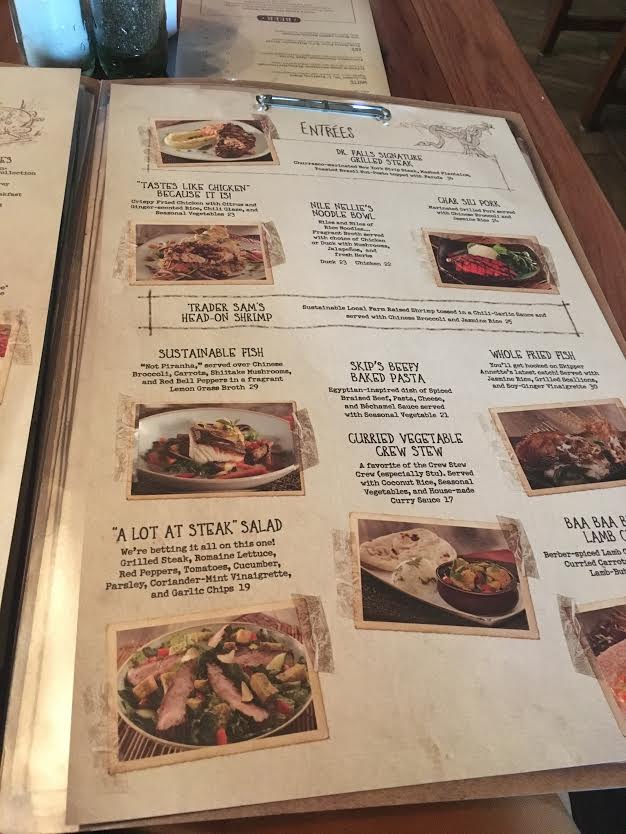 BEER
ENTRÉES
DR. FALLS SIGNATURE
GRILLED STEAK
Churrasco-marinated New York Strip Steak, Mashed Plantains,
Roasted Brazil Nut-Pesto topped with Farofa
"TASTES LIKE CHICKEN"
BECAUSE IT IS!
Crispy Fried Chicken with Citrus and
Ginger-scented Rice, Chili Glaze, and
Seasonal Vegetables 23
NILE NELLIE'S
NOODLE BOWL
Niles and Niles of
Rice Noodles...
Fragrant Broth served
with choice of Chicken
or Duck with Mushrooms,
Jalapeños, and
fresh Herbs
Duck 23 Chicken 22
CHAR SIU PORK
Marinated Grilled Pork served
with Chinese Broccoli and
Jasmine Rice 24
TRADER SAM'S
HEAD-ON SHRIMP
Sustainable Local Farm Raised Shrimp tossed in a Chili-Garlic Sauce and
served with Chinese Broccoli and Jasmine Rice 25
SUSTAINABLE FISH
"Not Piranha," served over Chinese
Broccoli, Carrots, Shiitake Mushrooms,
and Red Bell Peppers in a fragrant
Lemon Grass Broth 29
SKIP'S BEEFY
BAKED PASTA
Egyptian-inspired dish of Spiced
Braised Beef, Pasta, Cheese,
and Béchamel Sauce served
with Seasonal Vegetable 21
WHOLE FRIED FISH
You'll get hooked on Skipper
Annette's latest catch! Served with
Jasmine Rice, Grilled Scallions,
and Soy-Ginger Vinaigrette 30
CURRIED VEGETABLE
CREW STEW
A favorite of the Crew Stew
Crew (especially Stu). Served
with Coconut Rice, Seasonal
Vegetables, and House-made
Curry Sauce 17
"A LOT AT STEAK" SALAD
We're betting it all on this one!
Grilled Steak, Romaine Lettuce,
Red Peppers, Tomatoes, Cucumber,
Parsley, Coriander-Mint Vinaigrette,
and Garlic Chips 19
BAA BAA
LAMB
Berber-spiced Lamb
Curried Carrot